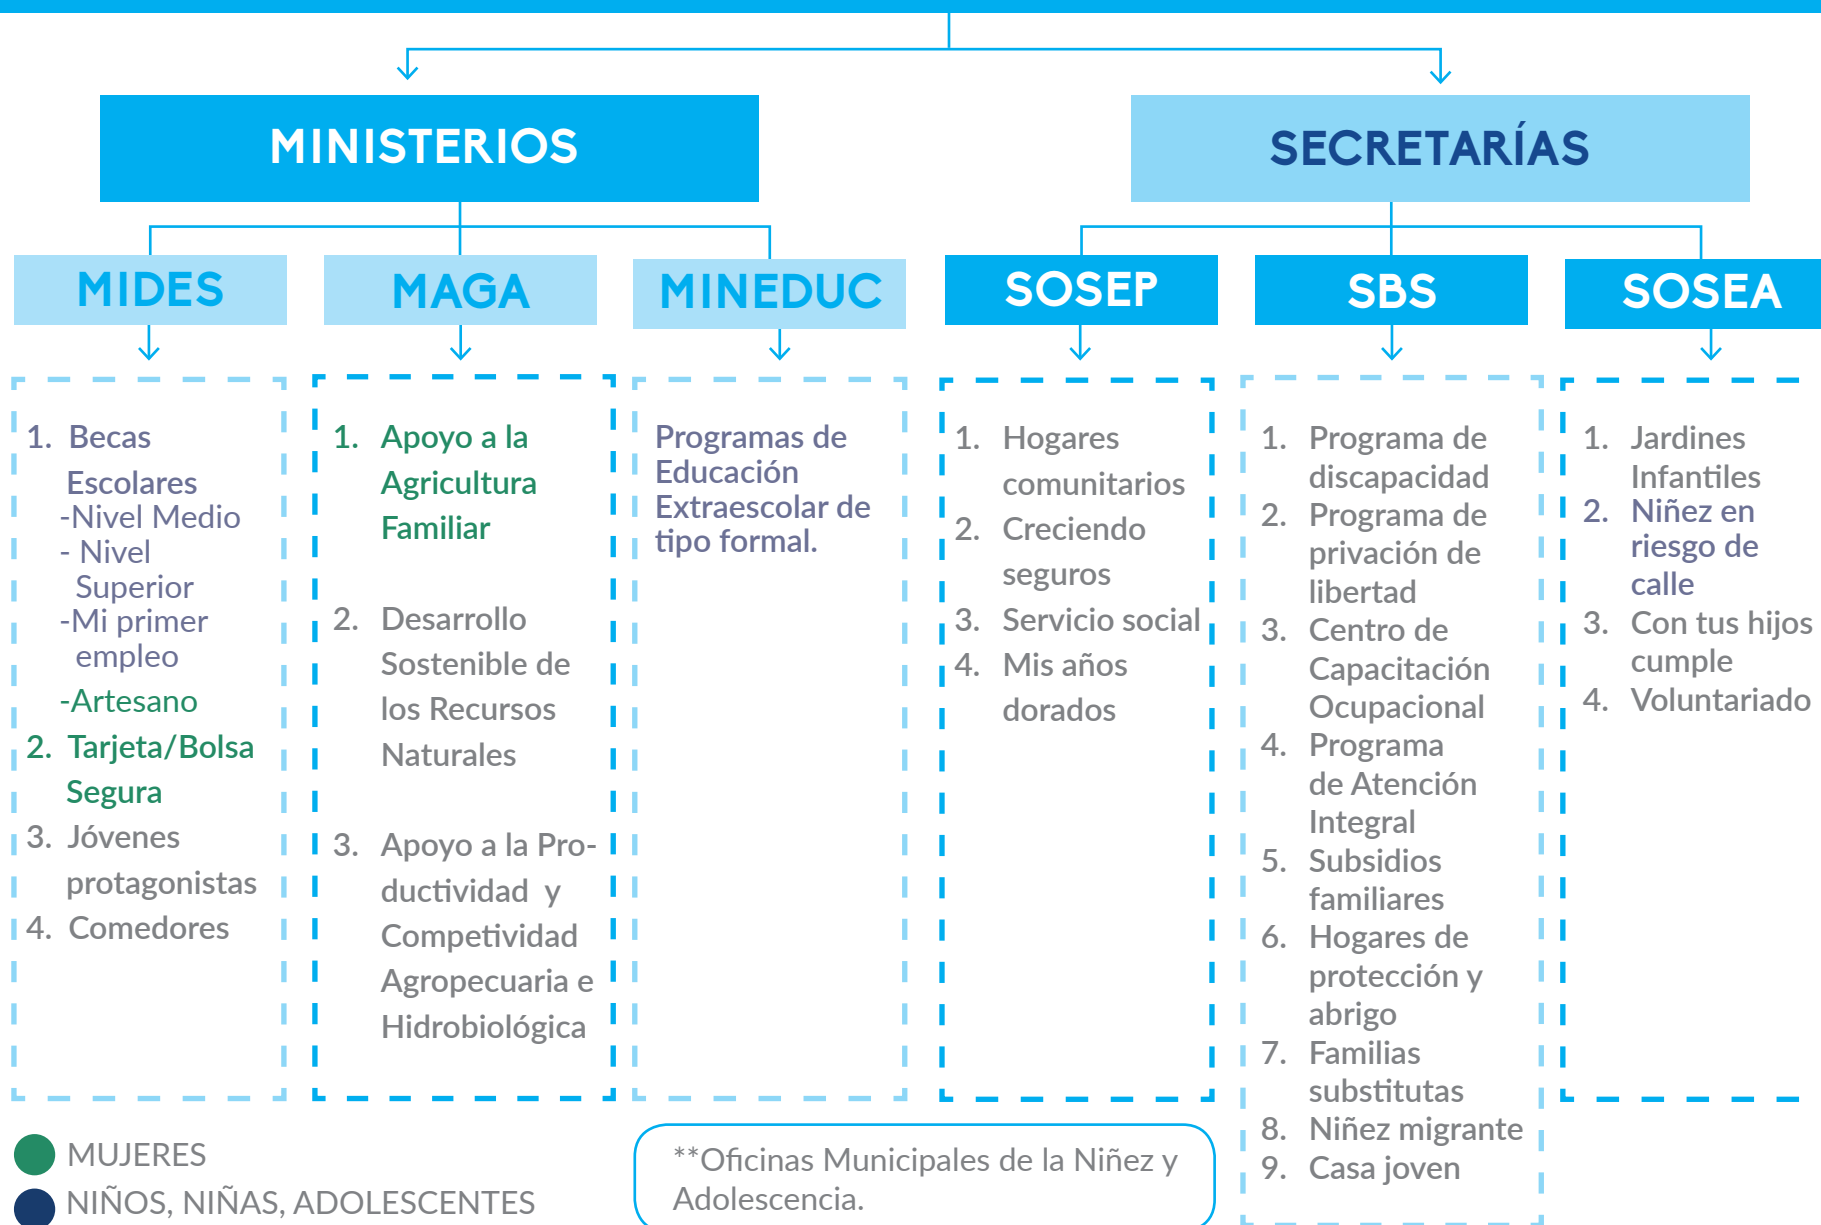 MINISTERIOS
SECRETARÍAS
MIDES
MAGA
MINEDUC
SOSEP
SBS
SOSEA
1. Becas
Escolares
-Nivel Medio
- Nivel
Superior
-Mi primer
empleo
-Artesano
2. Tarjeta/Bolsa
Segura
3. Jóvenes
protagonistas
4. Comedores
1. Apoyo a la
Agricultura
Familiar
2. Desarrollo
Sostenible de
los Recursos
Naturales
3. Apoyo a la Pro-
ductividad y
Competividad
Agropecuaria e
Hidrobiológica
Programas de
Educación
Extraescolar de
tipo formal.
1. Hogares
comunitarios
2. Creciendo
seguros
3. Servicio social
4. Mis años
dorados
1. Programa de
discapacidad
2. Programa de
privación de
libertad
3. Centro de
Capacitación
Ocupacional
4. Programa
de Atención
Integral
5. Subsidios
familiares
6. Hogares de
protección y
abrigo
7. Familias
substitutas
8. Niñez migrante
9. Casa joven
1. Jardines
Infantiles
2. Niñez en
riesgo de
calle
3. Con tus hijos
cumple
4. Voluntariado
MUJERES
NIÑOS, NIÑAS, ADOLESCENTES
**Oficinas Municipales de la Niñez y
Adolescencia.